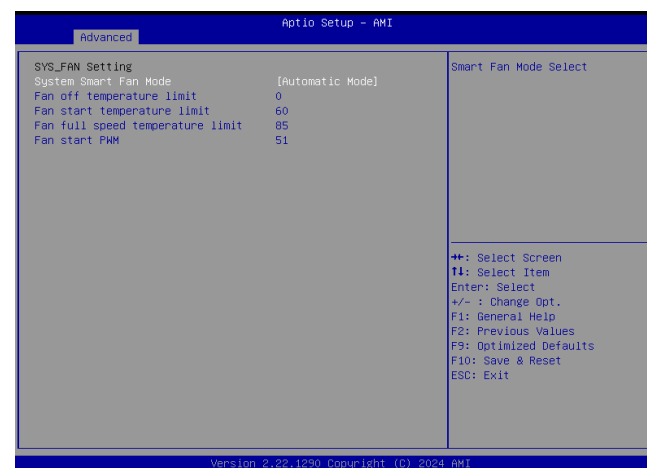 Aptio Setup – AMI
Advanced
SYS_FAN Setting
System Smart Fan Mode [Automatic Mode]
Fan off temperature limit 0
Fan start temperature limit 60
Fan full speed temperature limit 85
Fan start PWM 51
Smart Fan Mode Select
→←: Select Screen
↑↓: Select Item
Enter: Select
+/- : Change Opt.
F1: General Help
F2: Previous Values
F9: Optimized Defaults
F10: Save & Reset
ESC: Exit
Version 2.22.1290 Copyright (C) 2024 AMI